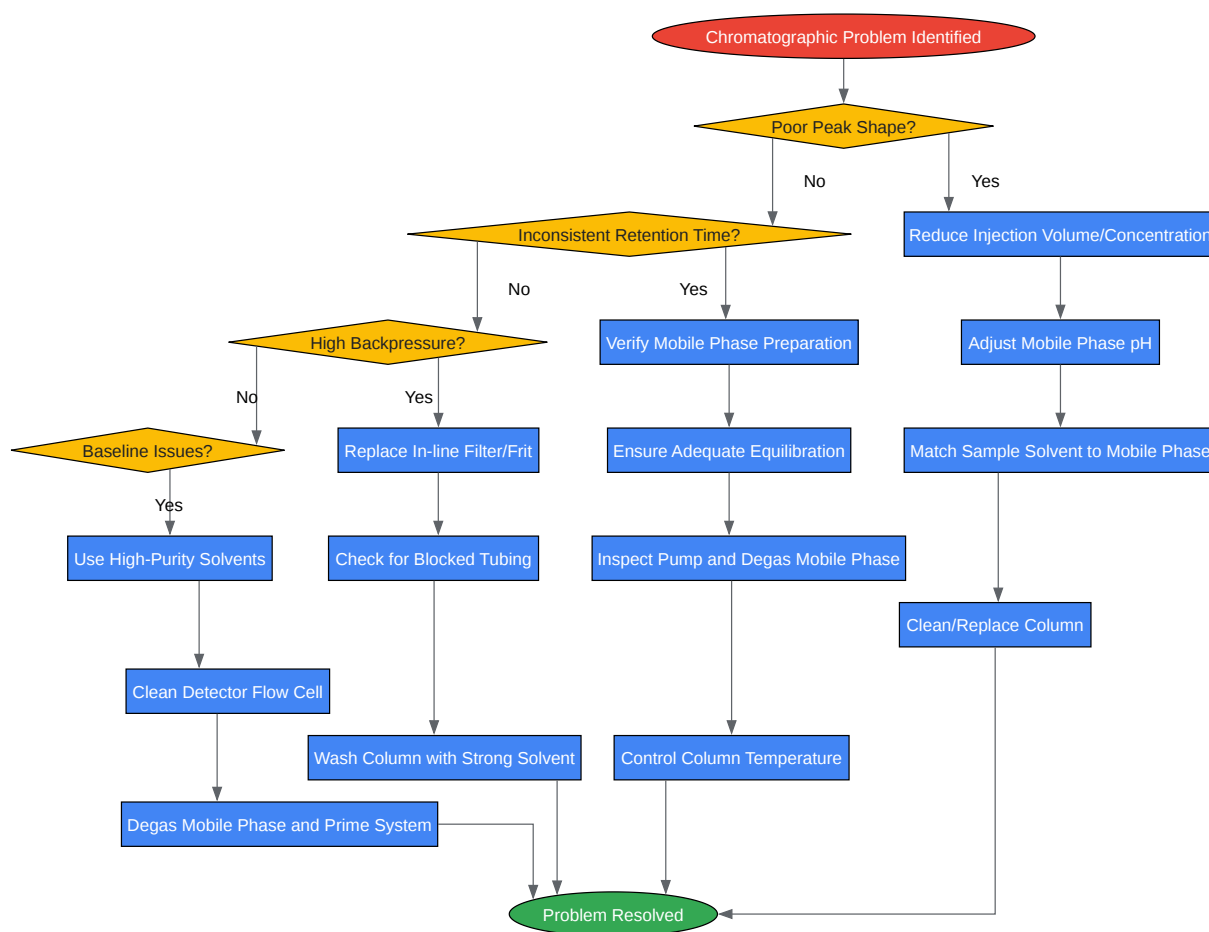 Chromatographic Problem Identified
Poor Peak Shape?
No
Yes
Inconsistent Retention Time?
Reduce Injection Volume/Concentration
No
Yes
High Backpressure?
Verify Mobile Phase Preparation
Adjust Mobile Phase pH
No
Yes
Baseline Issues?
Replace In-line Filter/Frit
Ensure Adequate Equilibration
Match Sample Solvent to Mobile Phase
Yes
Use High-Purity Solvents
Check for Blocked Tubing
Inspect Pump and Degas Mobile Phase
Clean/Replace Column
Clean Detector Flow Cell
Wash Column with Strong Solvent
Control Column Temperature
Degas Mobile Phase and Prime System
Problem Resolved